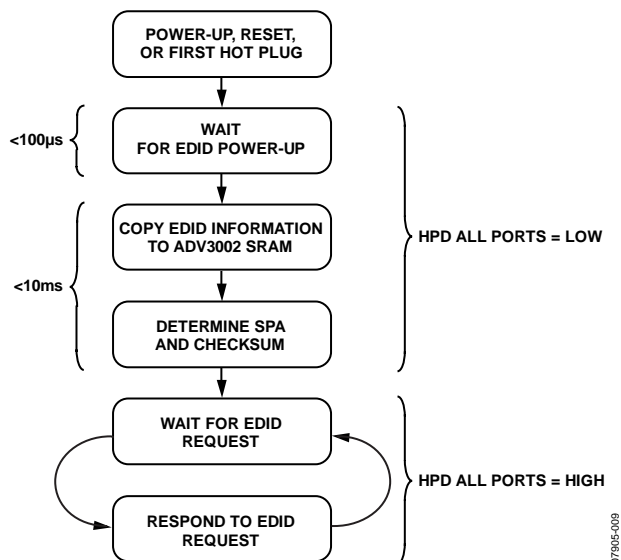 POWER-UP, RESET,
OR FIRST HOT PLUG
<100µs
WAIT
FOR EDID POWER-UP
COPY EDID INFORMATION
TO ADV3002 SRAM
HPD ALL PORTS = LOW
<10ms
DETERMINE SPA
AND CHECKSUM
WAIT FOR EDID
REQUEST
HPD ALL PORTS = HIGH
RESPOND TO EDID
REQUEST
7905-009